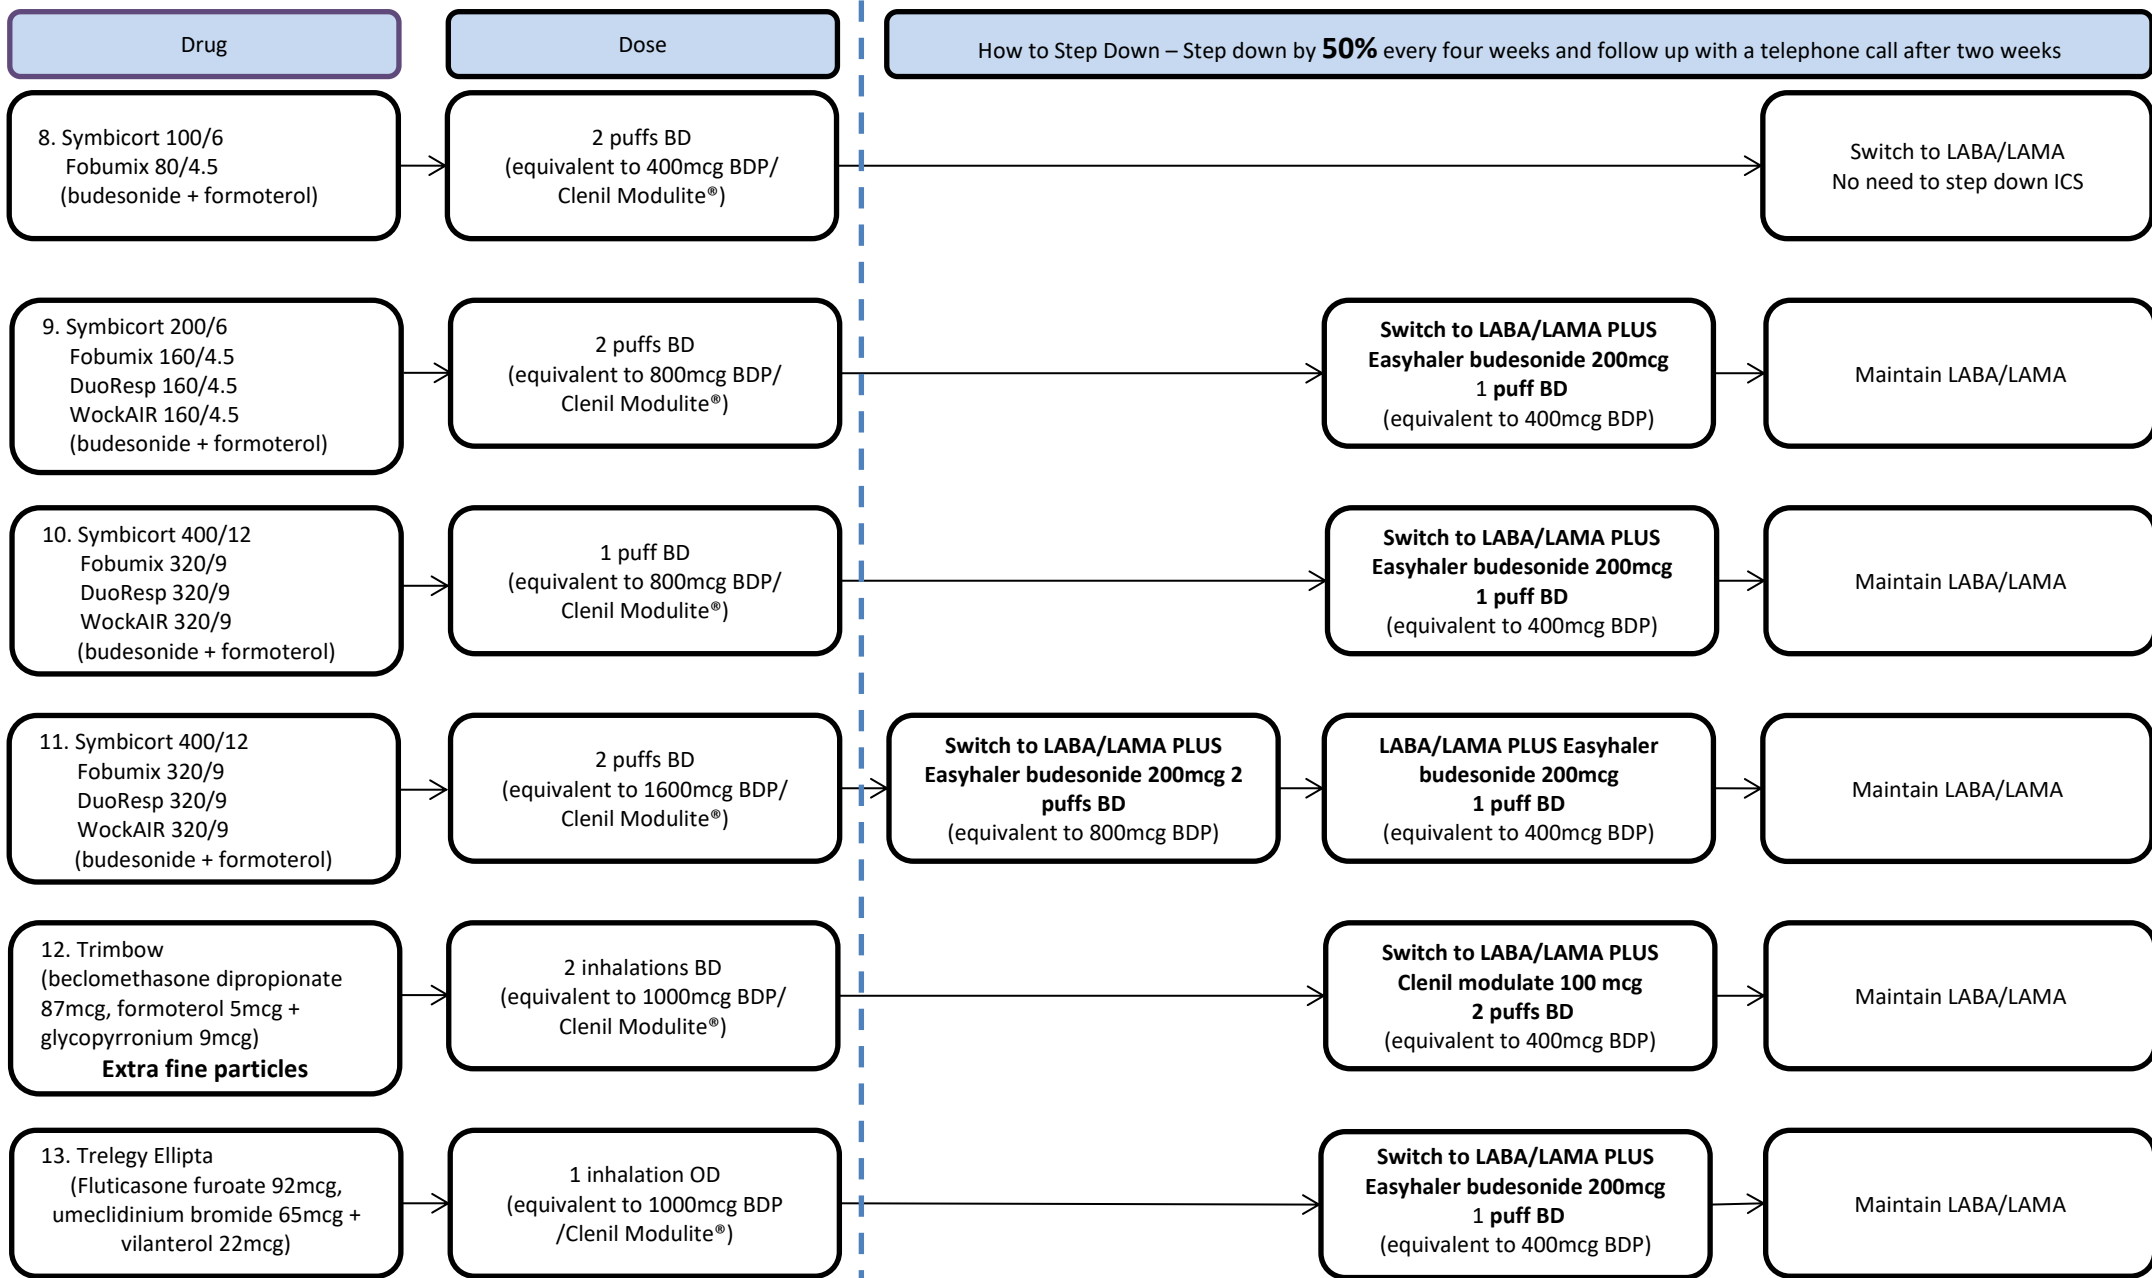 Drug
Dose
How to Step Down – Step down by 50% every four weeks and follow up with a telephone call after two weeks
8. Symbicort 100/6
Fobumix 80/4.5
(budesonide + formoterol)
2 puffs BD
(equivalent to 400mcg BDP/
Clenil Modulite®)
Switch to LABA/LAMA
No need to step down ICS
9. Symbicort 200/6
Fobumix 160/4.5
DuoResp 160/4.5
WockAIR 160/4.5
(budesonide + formoterol)
2 puffs BD
(equivalent to 800mcg BDP/
Clenil Modulite®)
Switch to LABA/LAMA PLUS
Easyhaler budesonide 200mcg
1 puff BD
(equivalent to 400mcg BDP)
Maintain LABA/LAMA
10. Symbicort 400/12
Fobumix 320/9
DuoResp 320/9
WockAIR 320/9
(budesonide + formoterol)
1 puff BD
(equivalent to 800mcg BDP/
Clenil Modulite®)
Switch to LABA/LAMA PLUS
Easyhaler budesonide 200mcg
1 puff BD
(equivalent to 400mcg BDP)
Maintain LABA/LAMA
11. Symbicort 400/12
Fobumix 320/9
DuoResp 320/9
WockAIR 320/9
(budesonide + formoterol)
2 puffs BD
(equivalent to 1600mcg BDP/
Clenil Modulite®)
Switch to LABA/LAMA PLUS
Easyhaler budesonide 200mcg 2
puffs BD
(equivalent to 800mcg BDP)
LABA/LAMA PLUS Easyhaler
budesonide 200mcg
1 puff BD
(equivalent to 400mcg BDP)
Maintain LABA/LAMA
12. Trimbow
(beclomethasone dipropionate
87mcg, formoterol 5mcg +
glycopyrronium 9mcg)
Extra fine particles
2 inhalations BD
(equivalent to 1000mcg BDP/
Clenil Modulite®)
Switch to LABA/LAMA PLUS
Clenil modulate 100 mcg
2 puffs BD
(equivalent to 400mcg BDP)
Maintain LABA/LAMA
13. Trelegy Ellipta
(Fluticasone furoate 92mcg,
umeclidinium bromide 65mcg +
vilanterol 22mcg)
1 inhalation OD
(equivalent to 1000mcg BDP
/Clenil Modulite®)
Switch to LABA/LAMA PLUS
Easyhaler budesonide 200mcg
1 puff BD
(equivalent to 400mcg BDP)
Maintain LABA/LAMA